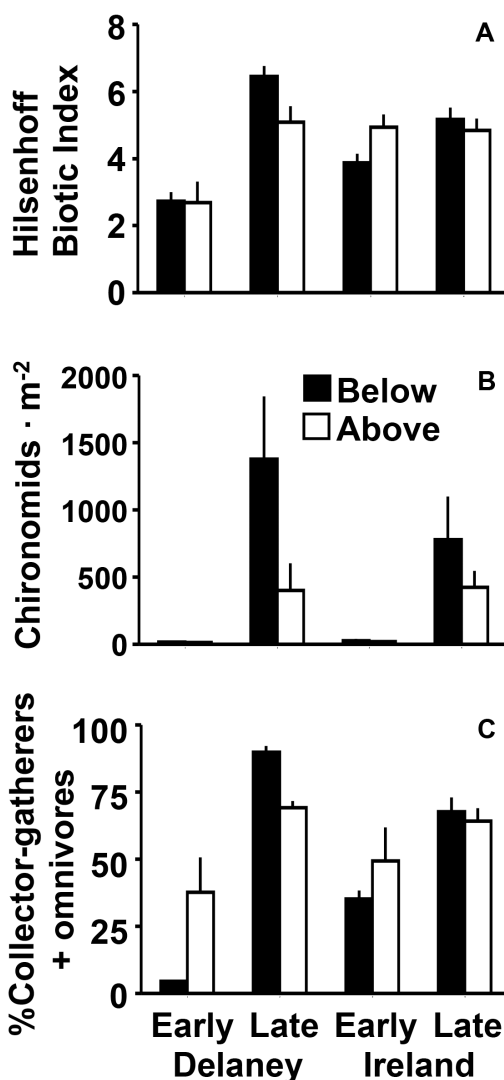 8
A
6
4
2
0
Hilsenhoff
Biotic Index
2000
B
Below
Above
1500
1000
500
0
Chironomids · m-2
100
C
75
50
25
0
%Collector-gatherers
+ omnivores
Early Late Early Late
Delaney Ireland